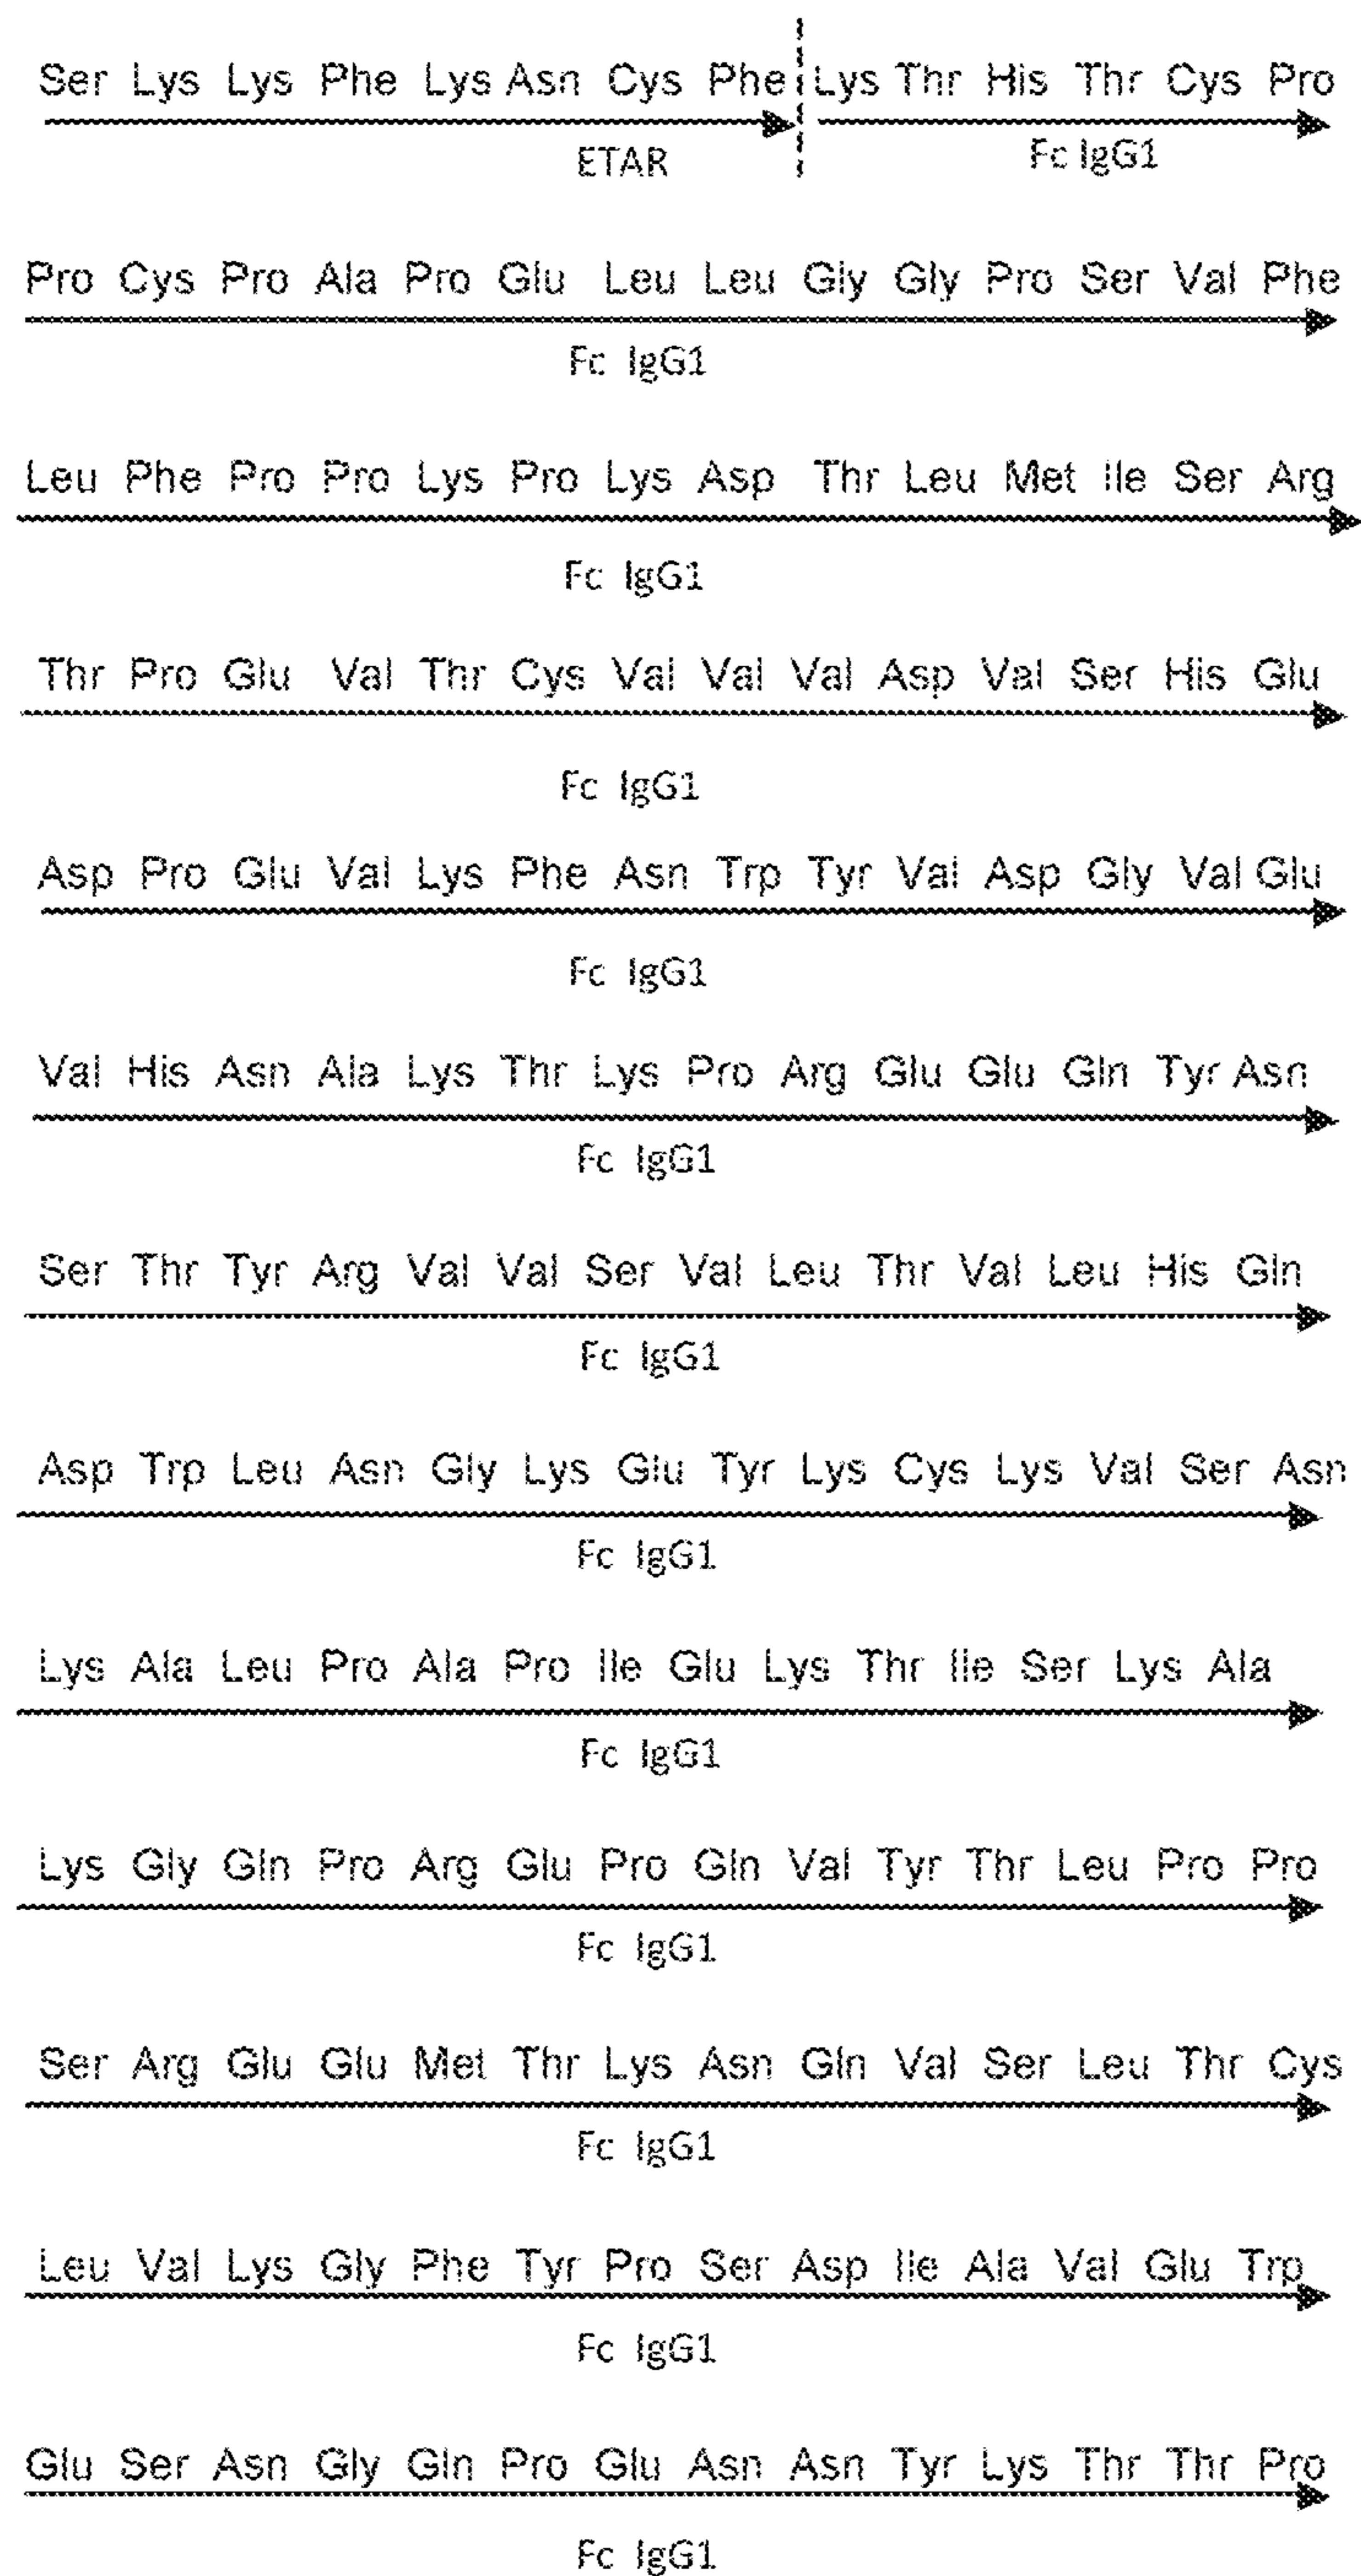 Ser Lys Lys Phe Lys Asn Cys Phe Lys Thr His Thr Cys Pro
ETAR Fc IgG1
Pro Cys Pro Ala Pro Glu Leu Leu Gly Gly Pro Ser Val Phe
Fc IgG1
Leu Phe Pro Pro Lys Pro Lys Asp Thr Leu Met Ile Ser Arg
Fc IgG1
Thr Pro Glu Val Thr Cys Val Val Val Asp Val Ser His Glu
Fc IgG1
Asp Pro Glu Val Lys Phe Asn Trp Tyr Val Asp Gly Val Glu
Fc IgG1
Val His Asn Ala Lys Thr Lys Pro Arg Glu Glu Gln Tyr Asn
Fc IgG1
Ser Thr Tyr Arg Val Val Ser Val Leu Thr Val Leu His Gln
Fc IgG1
Asp Trp Leu Asn Gly Lys Glu Tyr Lys Cys Lys Val Ser Asn
Fc IgG1
Lys Ala Leu Pro Ala Pro Ile Glu Lys Thr Ile Ser Lys Ala
Fc IgG1
Lys Gly Gln Pro Arg Glu Pro Gln Val Tyr Thr Leu Pro Pro
Fc IgG1
Ser Arg Glu Glu Met Thr Lys Asn Gln Val Ser Leu Thr Cys
Fc IgG1
Leu Val Lys Gly Phe Tyr Pro Ser Asp Ile Ala Val Glu Trp
Fc IgG1
Glu Ser Asn Gly Gln Pro Glu Asn Asn Tyr Lys Thr Thr Pro
Fc IgG1